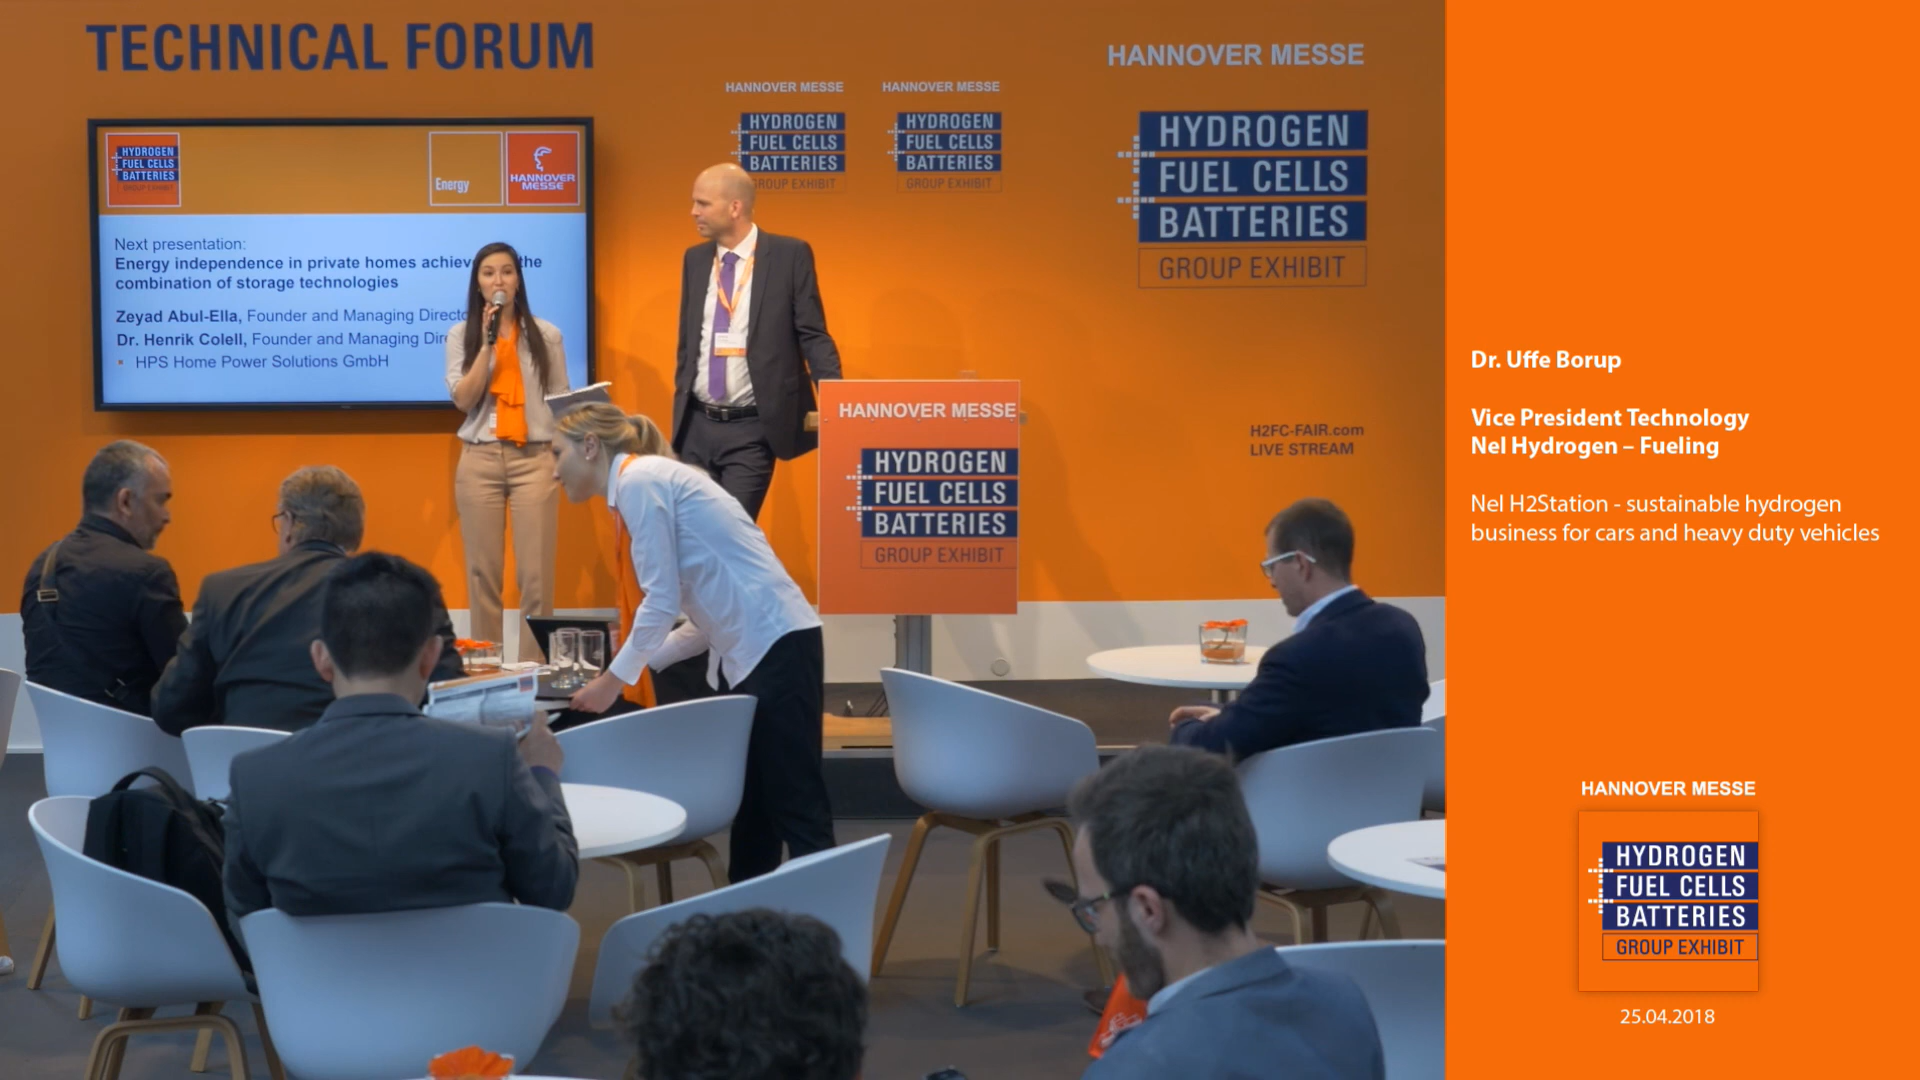 TECHNICAL FORUM
HANNOVER MESSE
HYDROGEN
FUEL CELLS
BATTERIES
GROUP EXHIBIT
Energy
HANNOVER
MESSE
Next presentation:
Energy independence in private homes achiev the
combination of storage technologies
Zeyad Abul-Ella, Founder and Managing Directo
Dr. Henrik Colell, Founder and Managing Dire
HPS Home Power Solutions GmbH
HANNOVER MESSE
HYDROGEN
FUEL CELLS
BATTERIES
GROUP EXHIBIT
HANNOVER MESSE
HYDROGEN
FUEL CELLS
BATTERIES
GROUP EXHIBIT
HYDROGEN
FUEL CELLS
BATTERIES
GROUP EXHIBIT
HANNOVER MESSE
HYDROGEN
FUEL CELLS
BATTERIES
GROUP EXHIBIT
H2FC-FAIR.com
LIVE STREAM
Dr. Uffe Borup
Vice President Technology
Nel Hydrogen – Fueling
Nel H2Station - sustainable hydrogen
business for cars and heavy duty vehicles
HANNOVER MESSE
HYDROGEN
FUEL CELLS
BATTERIES
GROUP EXHIBIT
25.04.2018